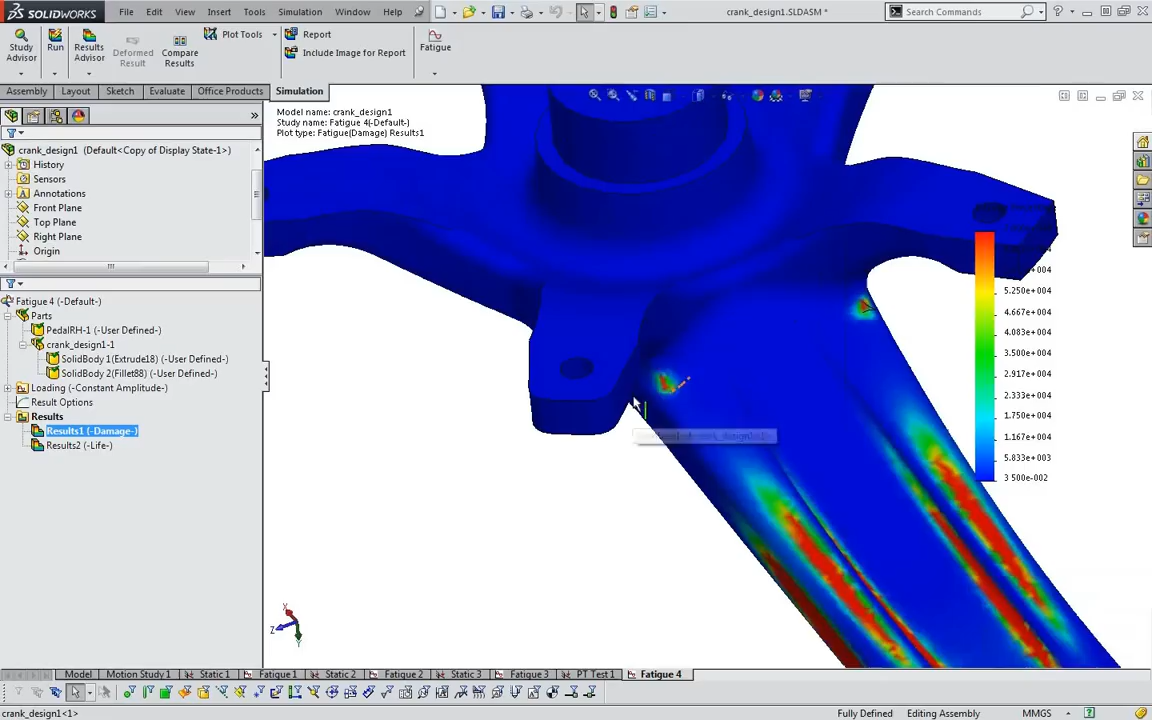 SOLIDWORKS
File Edit View Insert Tools Simulation Window Help
crank_design1.SLDASM *
Search Commands
Study Advisor
Run
Results Advisor
Deformed Result
Compare Results
Plot Tools
Report
Include Image for Report
Fatigue
Assembly Layout Sketch Evaluate Office Products Simulation
Model name: crank_design1
Study name: Fatigue 4(-Default-)
Plot type: Fatigue(Damage) Results1
crank_design1 (Default<Copy of Display State-1>)
History
Sensors
Annotations
Front Plane
Top Plane
Right Plane
Origin
Fatigue 4 (-Default-)
Parts
PedalRH-1 (-User Defined-)
crank_design1-1
SolidBody 1(Extrude18) (-User Defined-)
SolidBody 2(Fillet88) (-User Defined-)
Loading (-Constant Amplitude-)
Result Options
Results
Results1 (-Damage-)
Results2 (-Life-)
e+004
5.250e+004
4.667e+004
4.083e+004
3.500e+004
2.917e+004
2.333e+004
1.750e+004
1.167e+004
5.833e+003
3 500e-002
X
Z
Y
Model Motion Study 1 Static 1 Fatigue 1 Static 2 Fatigue 2 Static 3 Fatigue 3 PT Test 1 Fatigue 4
crank_design1<1>
Fully Defined
Editing Assembly
MMGS